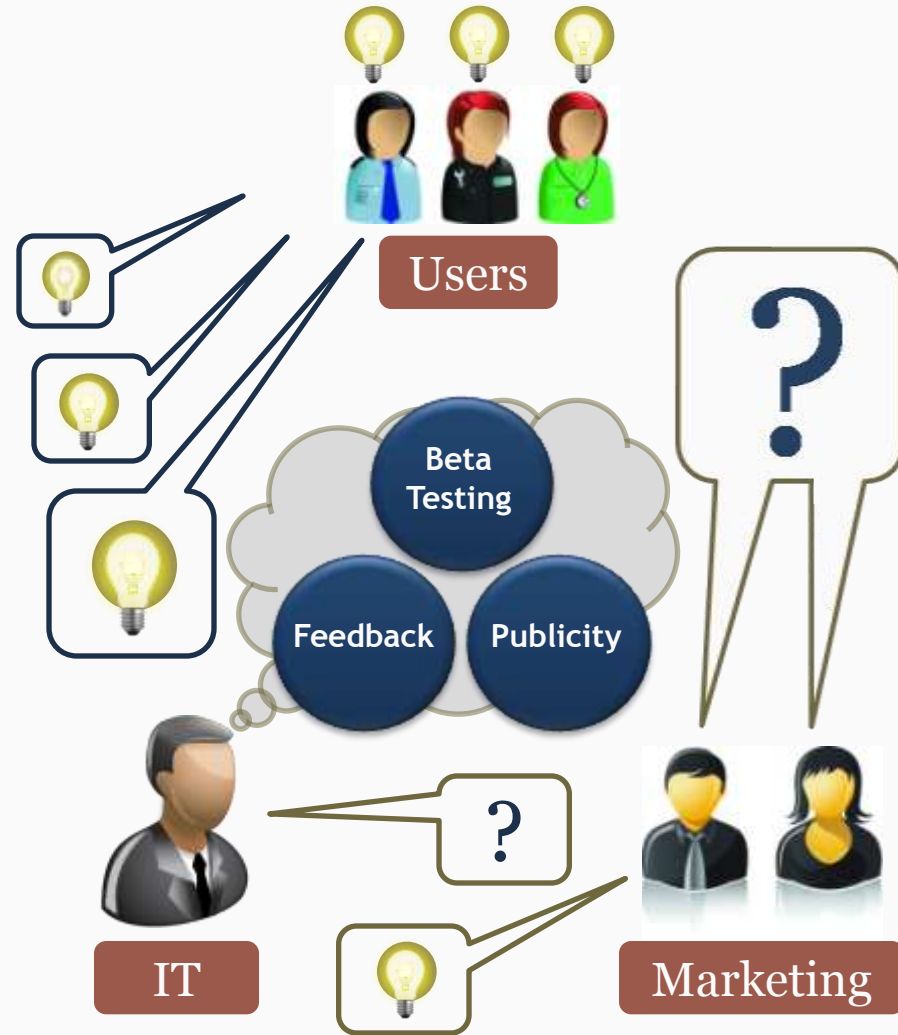 Users
?
Beta
Testing
Feedback
Publicity
?
IT
Marketing